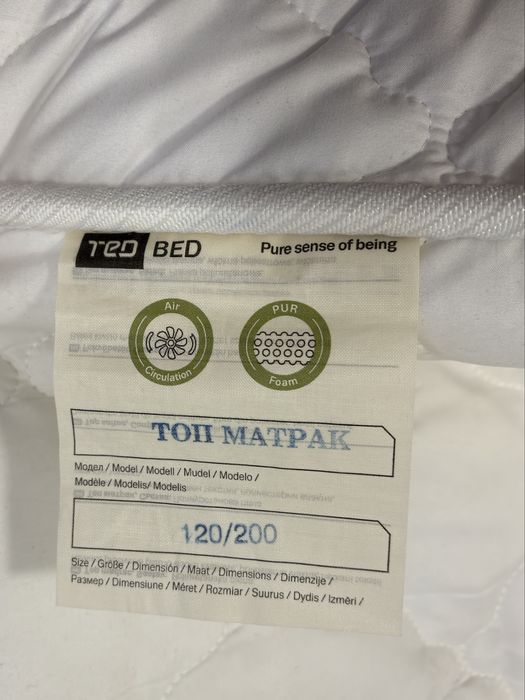 TED BED Pure sense of being
Air
Circulation
PUR
Foam
ТОП МАТРАК
Модел / Model / Modell / Mudel / Modelo /
Modèle / Modelis/ Modelis
120/200
Size / Größe / Dimensión / Maat / Dimensions / Dimenzije /
Размер / Dimensiune / Méret / Rozmiar / Suurus / Dydis / Izmēri /